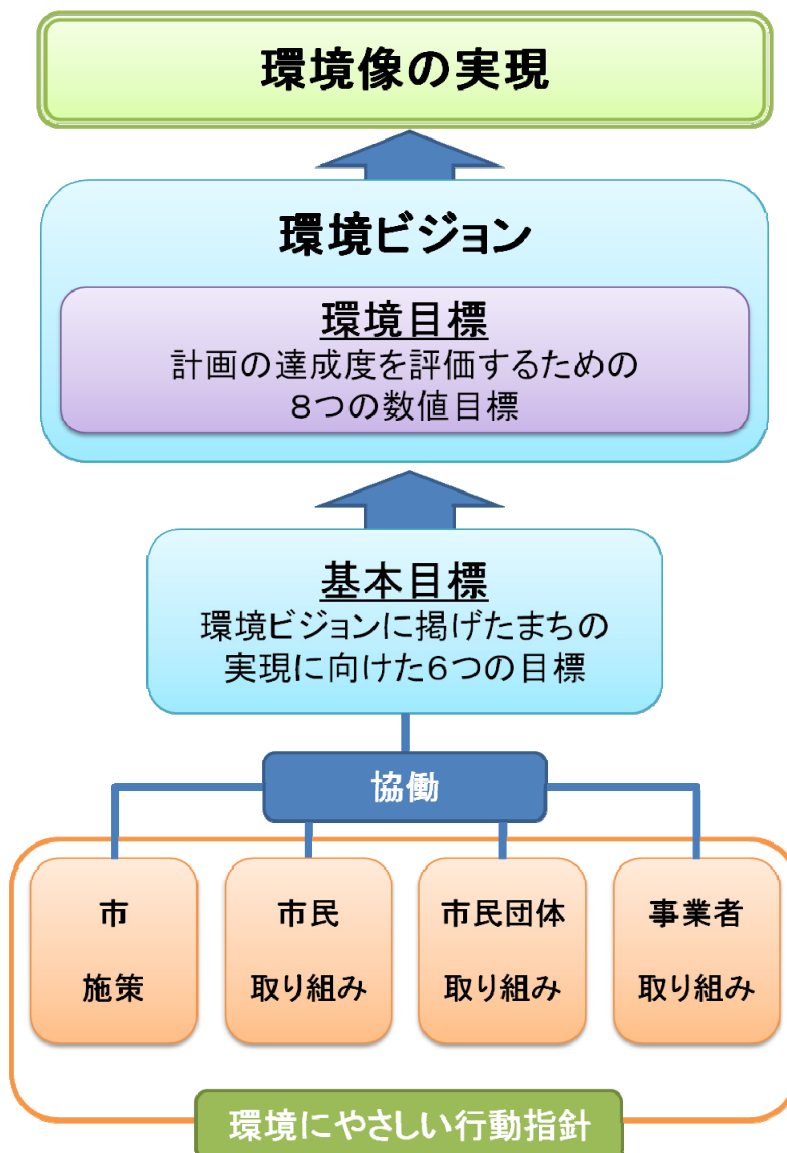 環境像の実現
環境ビジョン
環境目標
計画の達成度を評価するための
８つの数値目標
基本目標
環境ビジョンに掲げたまちの
実現に向けた６つの目標
協働
市
施策
市民
取り組み
市民団体
取り組み
事業者
取り組み
環境にやさしい行動指針